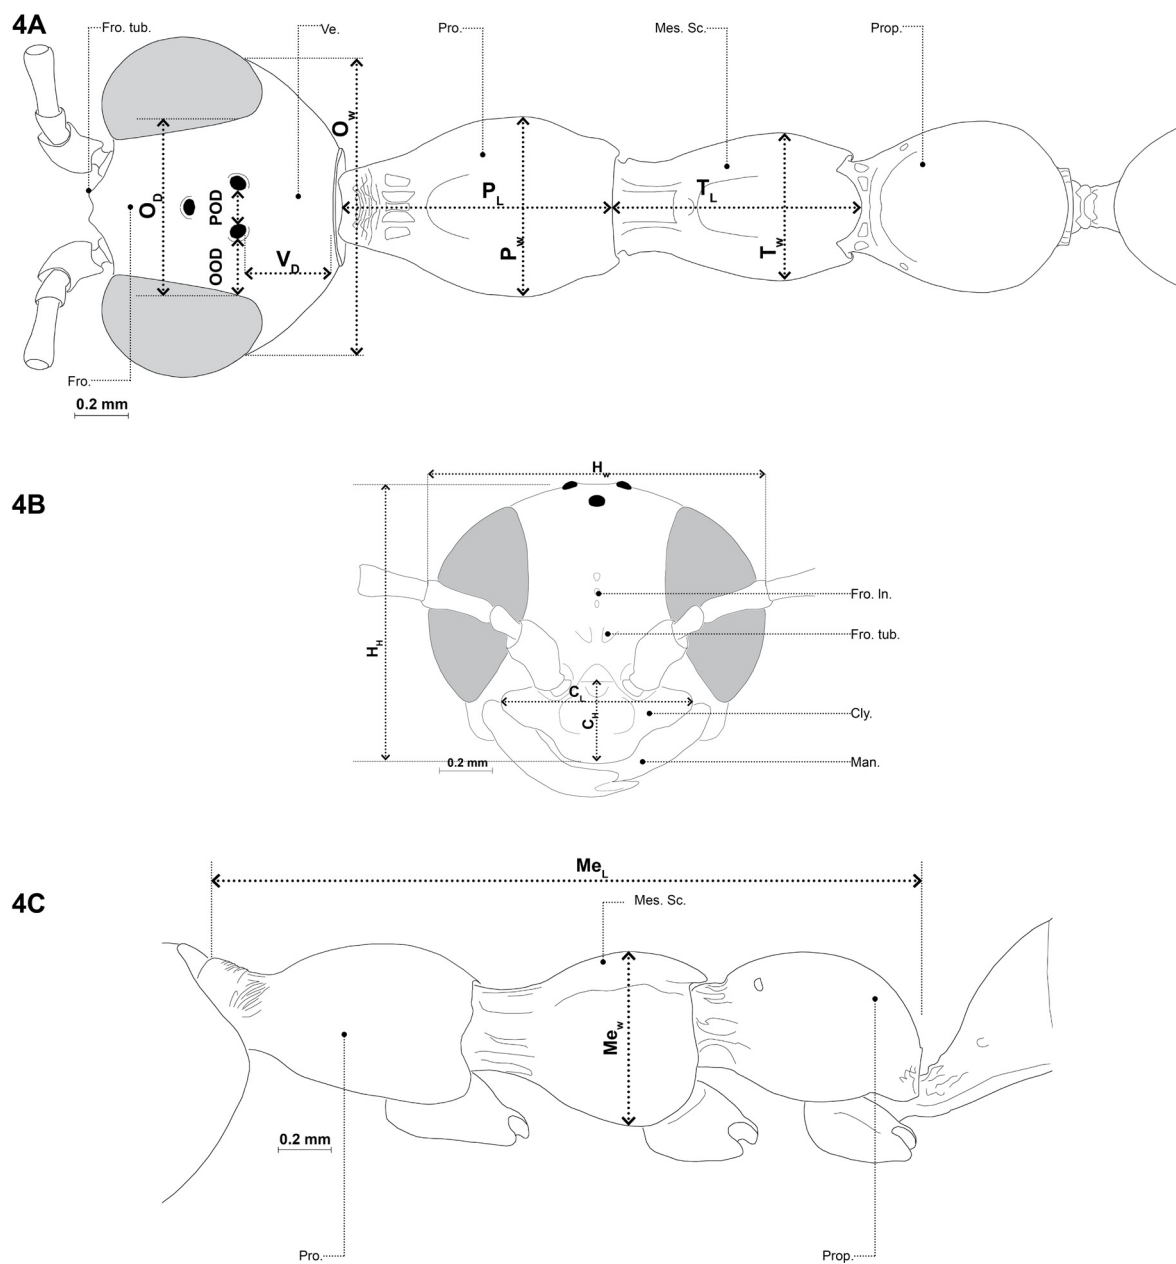 4A
Fro. tub.
Ve.
Pro.
Mes. Sc.
Prop.
OW
OD
POD
OOD
VD
PL
PW
TL
TW
Fro.
0.2 mm
4B
Hw
HH
Fro. ln.
Fro. tub.
CL
CH
Cly.
Man.
0.2 mm
4C
MeL
Mes. Sc.
Mew
0.2 mm
Pro.
Prop.